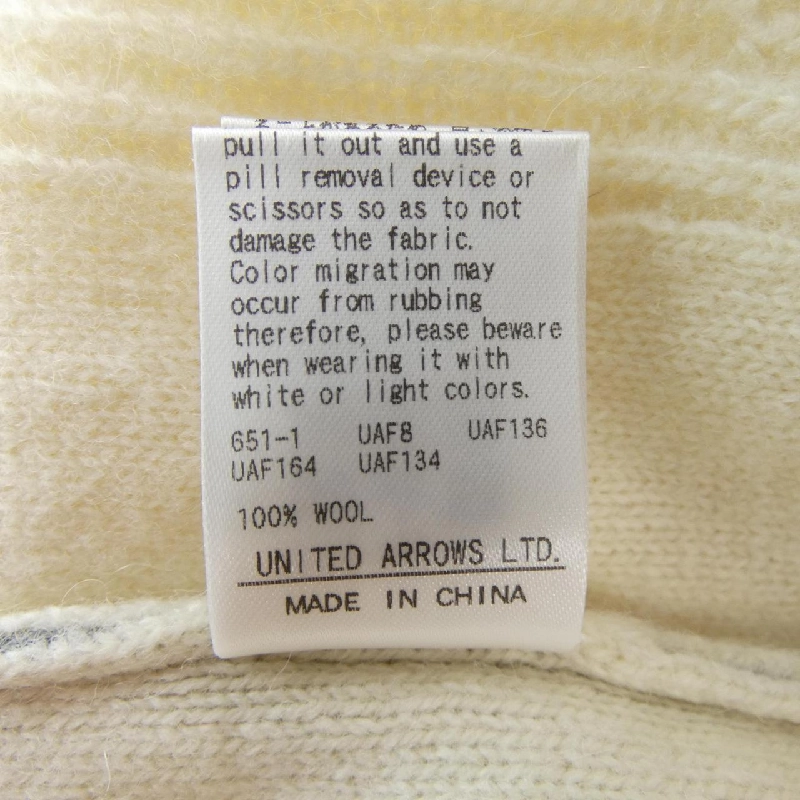 pull it out and use a
pill removal device or
scissors so as to not
damage the fabric.
Color migration may
occur from rubbing
therefore, please beware
when wearing it with
white or light colors.
651-1 UAF8 UAF136
UAF164 UAF134
100% WOOL
UNITED ARROWS LTD.
MADE IN CHINA